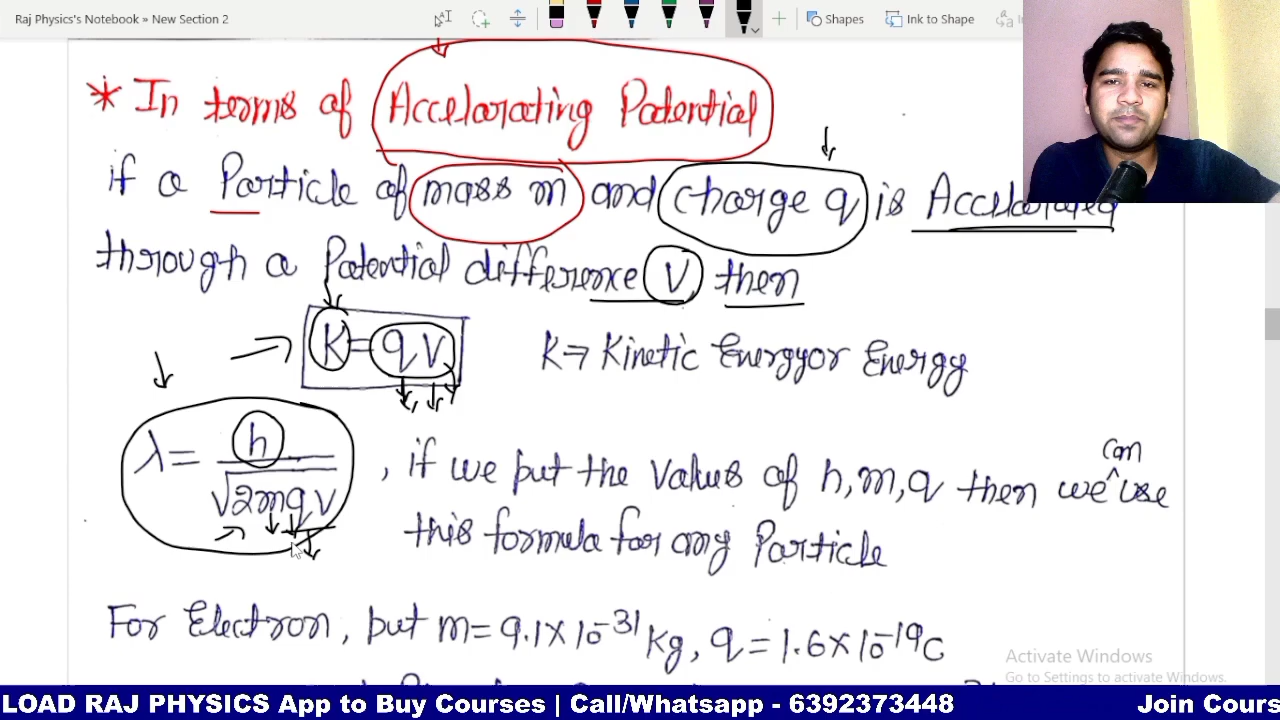 Raj Physics's Notebook » New Section 2
Shapes
Ink to Shape
* In terms of Accelarating Potential
if a Particle of mass m and charge q is Accelarated
through a Potential difference V, then
K = qV K → Kinetic Energy or Energy
λ = h/√2mqV , if we put the values of h, m, q then we can use
this formula for any Particle
For Electron, but m = 9.1 × 10⁻³¹ kg, q = 1.6 × 10⁻¹⁹ C
Activate Windows
Go to Settings to activate Windows.
LOAD RAJ PHYSICS App to Buy Courses | Call/Whatsapp - 6392373448 Join Cours